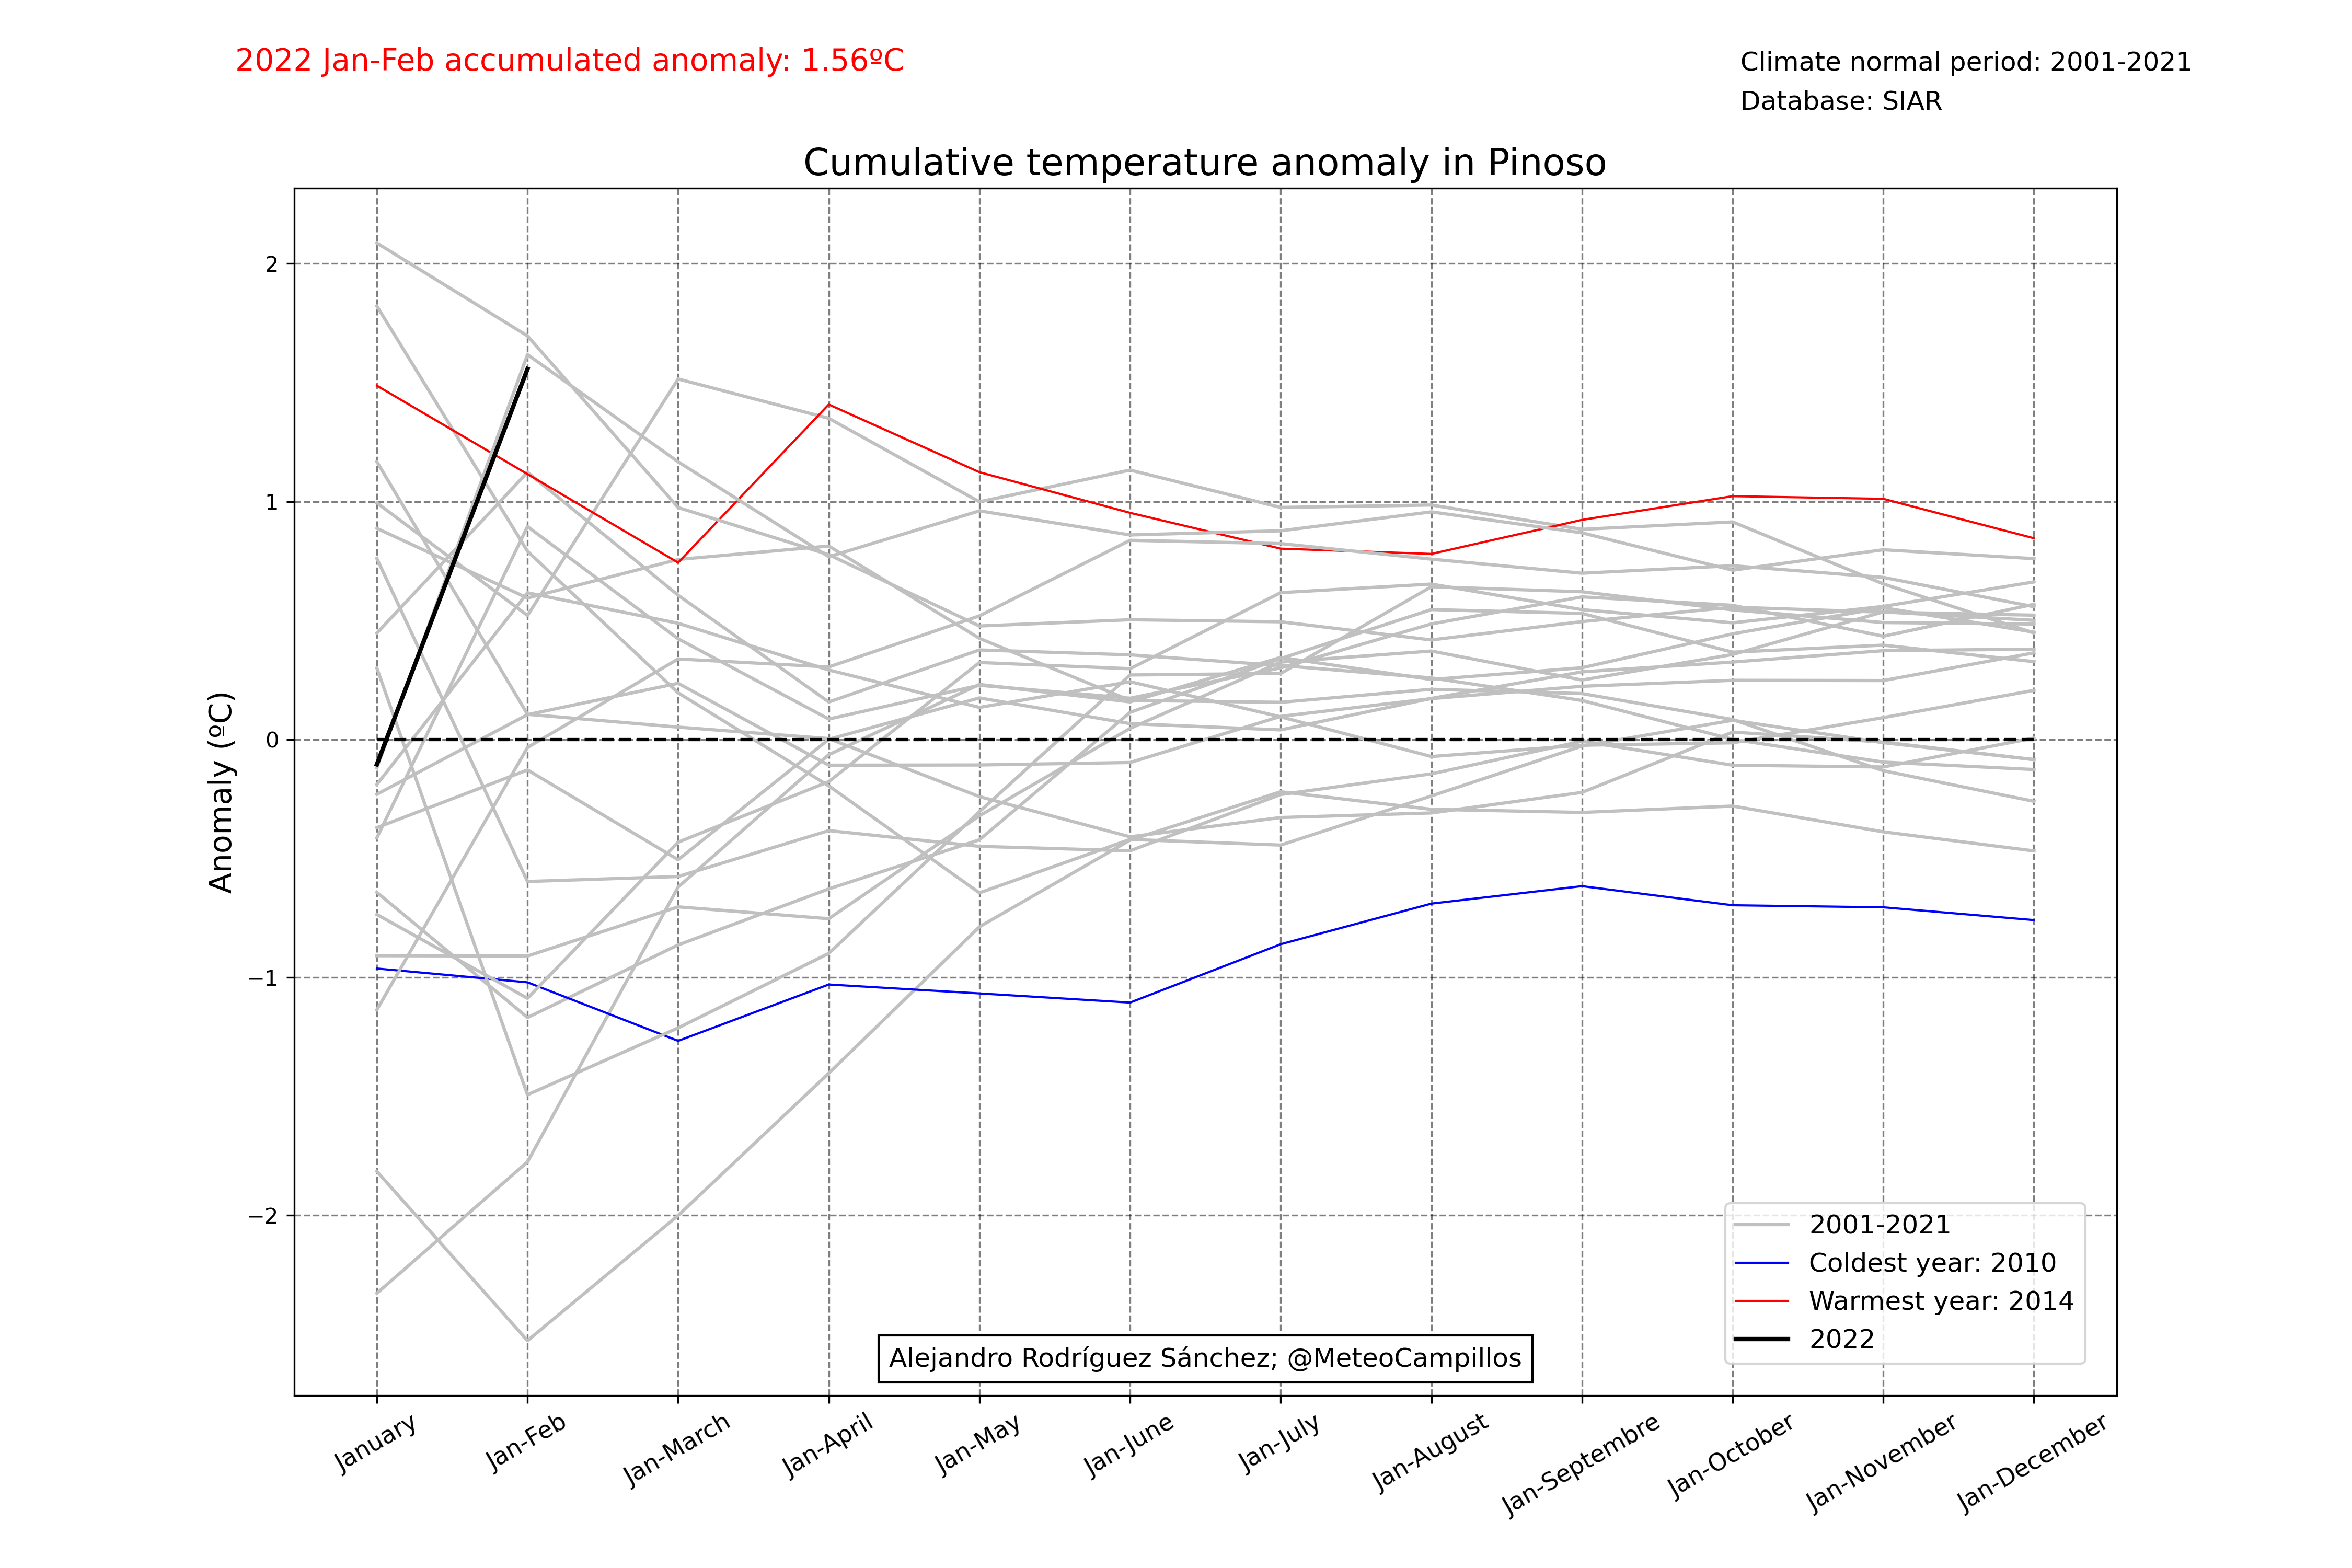 2022 Jan-Feb accumulated anomaly: 1.56ºC
Climate normal period: 2001-2021
Database: SIAR
Cumulative temperature anomaly in Pinoso
Anomaly (ºC)
2
1
0
−1
−2
2001-2021
Coldest year: 2010
Warmest year: 2014
2022
Alejandro Rodríguez Sánchez; @MeteoCampillos
January
Jan-Feb
Jan-March
Jan-April
Jan-May
Jan-June
Jan-July
Jan-August
Jan-Septembre
Jan-October
Jan-November
Jan-December